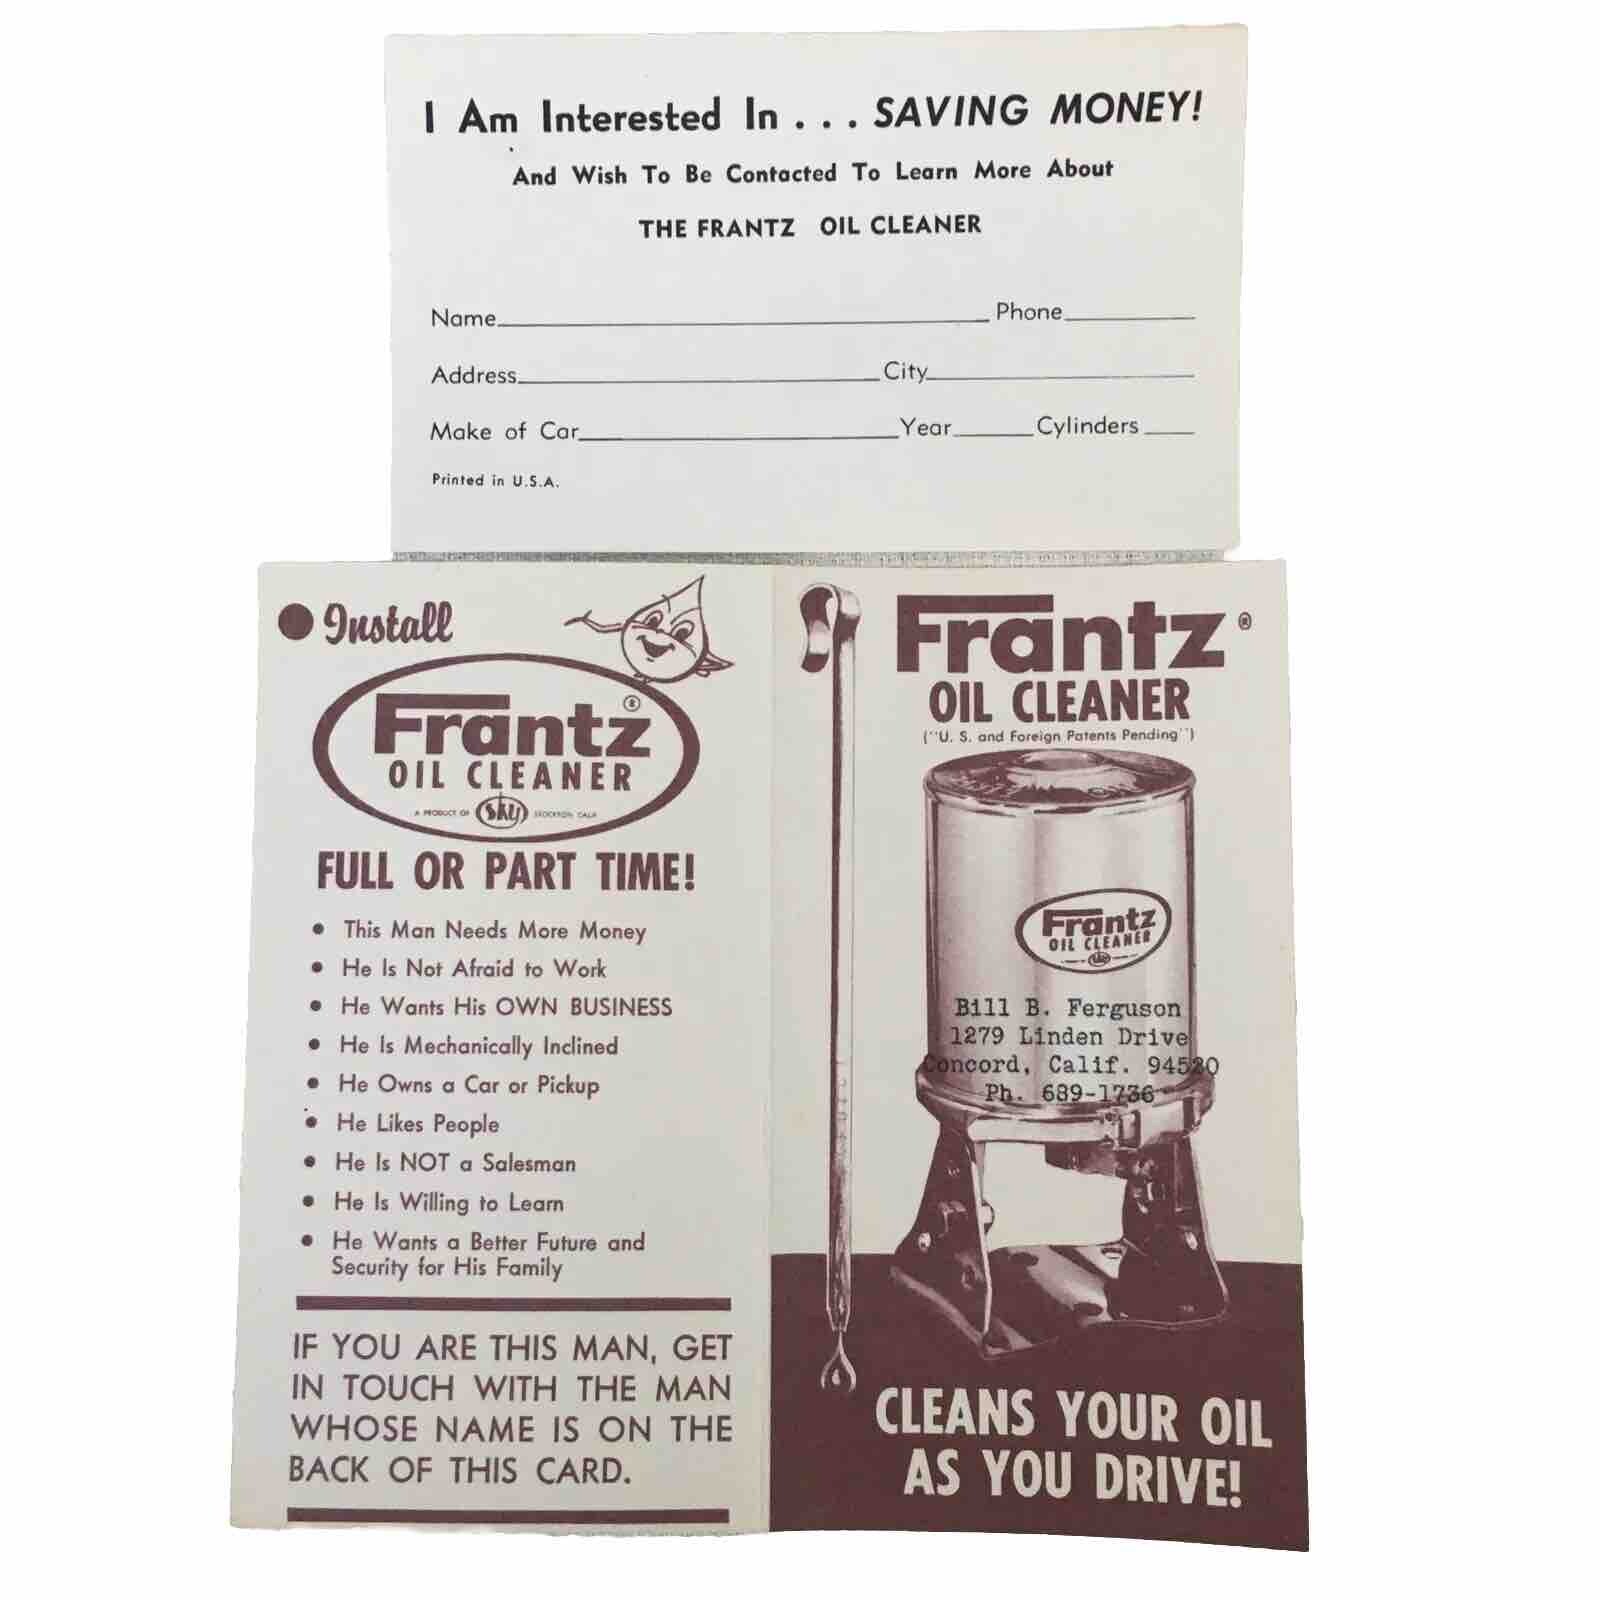 I Am Interested In . . . SAVING MONEY!
And Wish To Be Contacted To Learn More About
THE FRANTZ OIL CLEANER
Name Phone
Address City
Make of Car Year Cylinders
Printed in U.S.A.
Install
Frantz®
OIL CLEANER
A PRODUCT OF SKY STOCKTON CALIF
FULL OR PART TIME!
• This Man Needs More Money
• He Is Not Afraid to Work
• He Wants His OWN BUSINESS
• He Is Mechanically Inclined
• He Owns a Car or Pickup
• He Likes People
• He Is NOT a Salesman
• He Is Willing to Learn
• He Wants a Better Future and
Security for His Family
IF YOU ARE THIS MAN, GET
IN TOUCH WITH THE MAN
WHOSE NAME IS ON THE
BACK OF THIS CARD.
Frantz®
OIL CLEANER
("U. S. and Foreign Patents Pending")
Frantz
OIL CLEANER
Bill B. Ferguson
1279 Linden Drive
Concord, Calif. 94520
Ph. 689-1736
CLEANS YOUR OIL
AS YOU DRIVE!